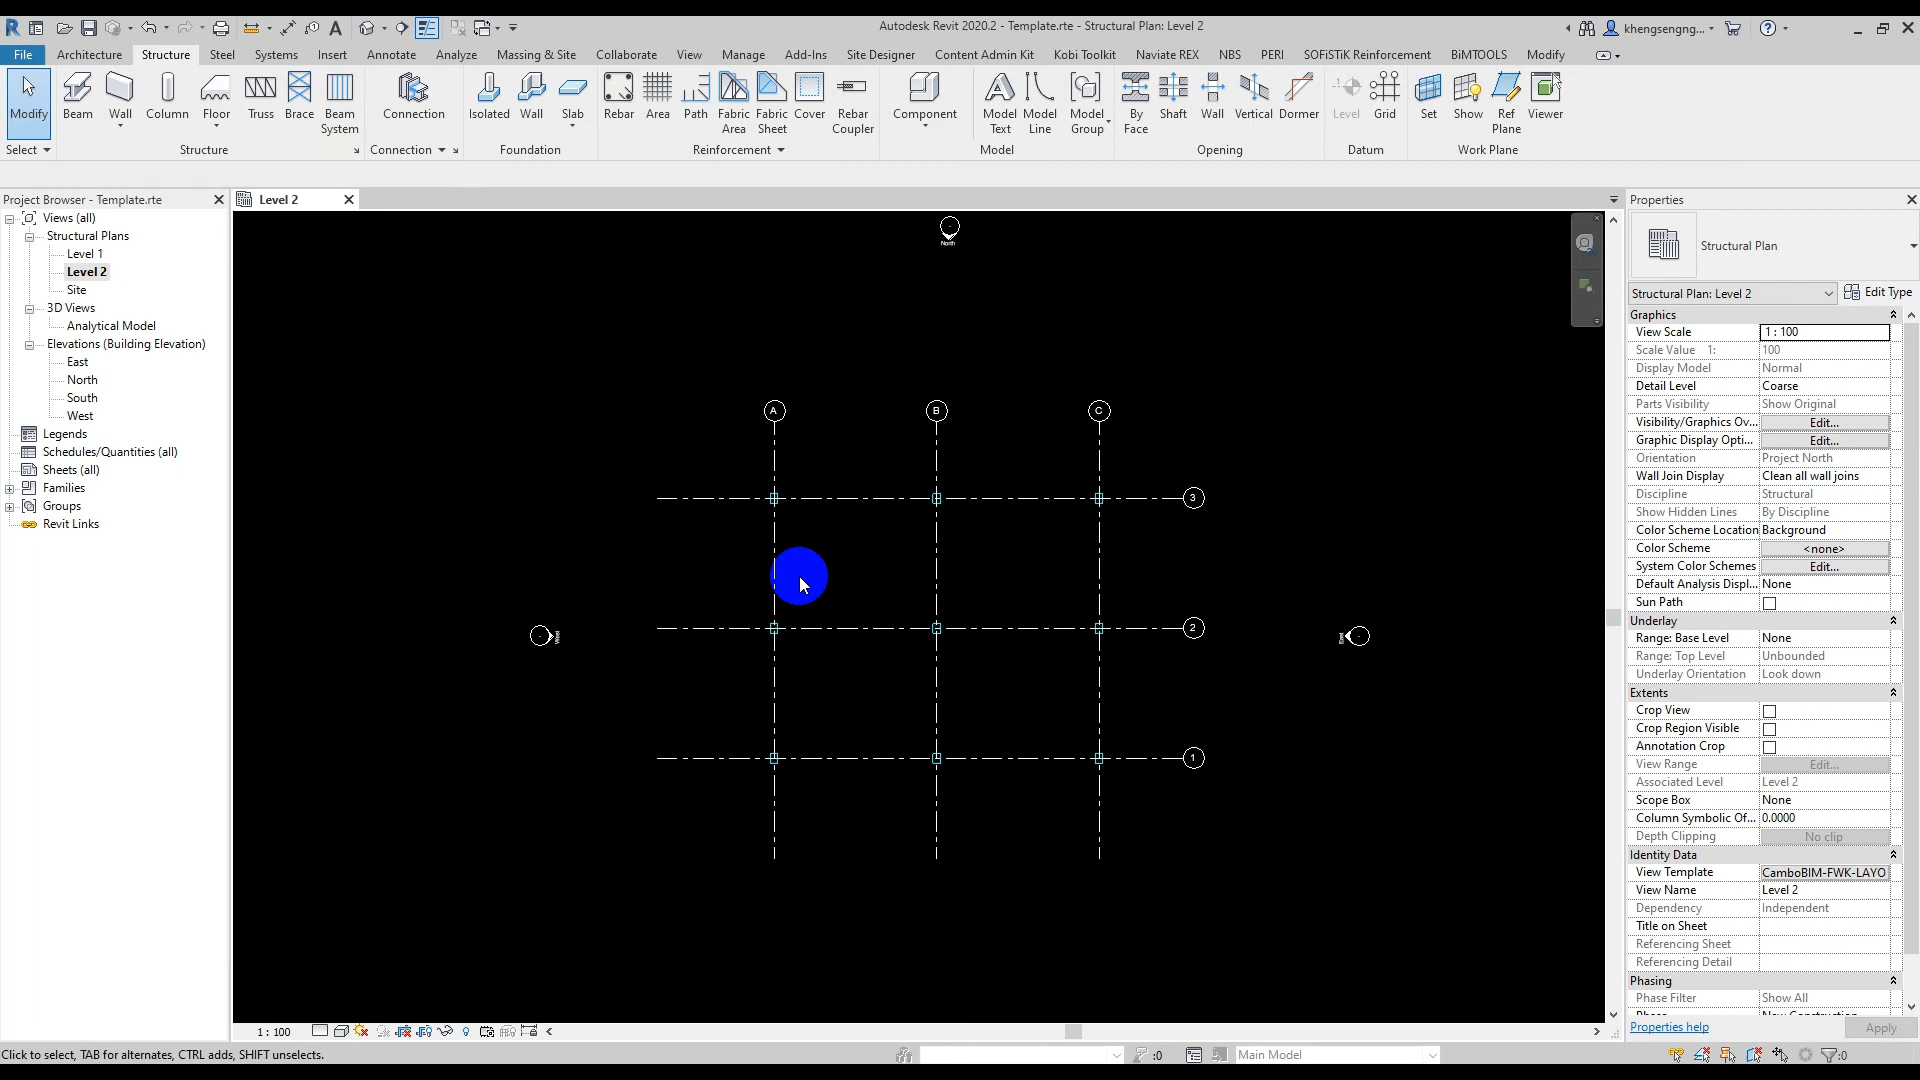 Autodesk Revit 2020.2 - Template.rte - Structural Plan: Level 2
khengsengng...
File Architecture Structure Steel Systems Insert Annotate Analyze Massing & Site Collaborate View Manage Add-Ins Site Designer Content Admin Kit Kobi Toolkit Naviate REX NBS PERI SOFiSTiK Reinforcement BiMTOOLS Modify
Modify Beam Wall Column Floor Truss Brace Beam System Connection Isolated Wall Slab Rebar Area Path Fabric Area Fabric Sheet Cover Rebar Coupler Component Model Text Model Line Model Group By Face Shaft Wall Vertical Dormer Level Grid Set Show Ref Plane Viewer
Select Structure Connection Foundation Reinforcement Model Opening Datum Work Plane
Project Browser - Template.rte
Views (all)
Structural Plans
Level 1
Level 2
Site
3D Views
Analytical Model
Elevations (Building Elevation)
East
North
South
West
Legends
Schedules/Quantities (all)
Sheets (all)
Families
Groups
Revit Links
Level 2
North
A B C
3
2
1
West
East
Properties
Structural Plan
Structural Plan: Level 2 Edit Type
Graphics
View Scale 1 : 100
Scale Value 1: 100
Display Model Normal
Detail Level Coarse
Parts Visibility Show Original
Visibility/Graphics Ov... Edit...
Graphic Display Opti... Edit...
Orientation Project North
Wall Join Display Clean all wall joins
Discipline Structural
Show Hidden Lines By Discipline
Color Scheme Location Background
Color Scheme <none>
System Color Schemes Edit...
Default Analysis Displ... None
Sun Path
Underlay
Range: Base Level None
Range: Top Level Unbounded
Underlay Orientation Look down
Extents
Crop View
Crop Region Visible
Annotation Crop
View Range Edit...
Associated Level Level 2
Scope Box None
Column Symbolic Of... 0.0000
Depth Clipping No clip
Identity Data
View Template CamboBIM-FWK-LAYO
View Name Level 2
Dependency Independent
Title on Sheet
Referencing Sheet
Referencing Detail
Phasing
Phase Filter Show All
Properties help Apply
1 : 100
Click to select, TAB for alternates, CTRL adds, SHIFT unselects.
:0
Main Model
:0